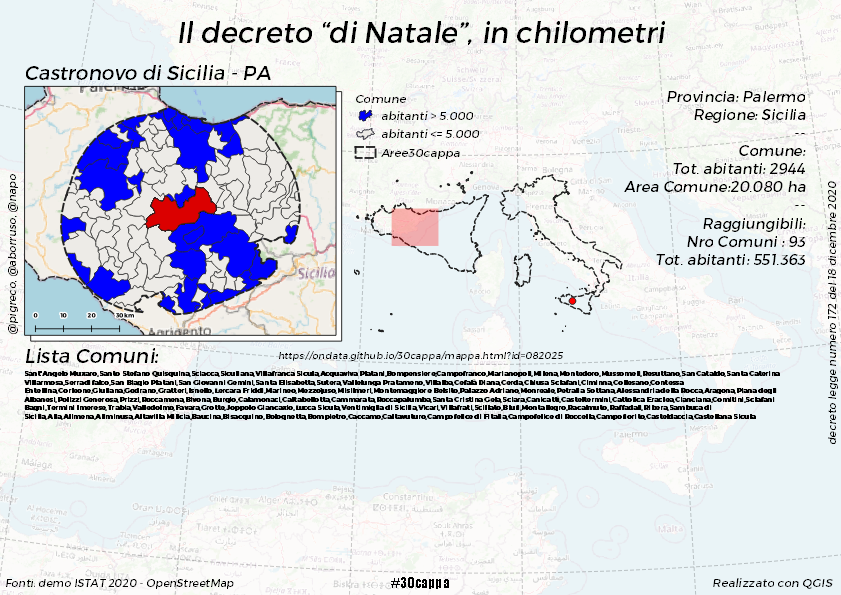 Il decreto “di Natale”, in chilometri
Castronovo di Sicilia - PA
Comune
abitanti > 5.000
abitanti <= 5.000
Aree30cappa
Provincia: Palermo
Regione: Sicilia
--
Comune:
Tot. abitanti: 2944
Area Comune:20.080 ha
--
Raggiungibili:
Nro Comuni : 93
Tot. abitanti: 551.363
@pigreco, @aborruso, @napo
decreto legge numero 172 del 18 dicembre 2020
Palermo
Sicilia
Agrigento
0 10 20 30 km
Lista Comuni:
https://ondata.github.io/30cappa/mappa.html?id=082025
Sant'Angelo Muxaro,Santo Stefano Quisquina,Sciacca,Siculiana,Villafranca Sicula,Acquaviva Platani,Bompensiere,Campofranco,Marianopoli,Milena,Montedoro,Mussomeli,Resuttano,San Cataldo,Santa Caterina
Villarmosa,Serradifalco,San Biagio Platani,San Giovanni Gemini,Santa Elisabetta,Sutera,Vallelunga Pratameno,Villalba,Cefalà Diana,Cerda,Chiusa Sclafani,Ciminna,Collesano,Contessa
Entellina,Corleone,Giuliana,Godrano,Gratteri,Isnello,Lercara Friddi,Marineo,Mezzojuso,Misilmeri,Montemaggiore Belsito,Palazzo Adriano,Monreale,Petralia Sottana,Alessandria della Rocca,Aragona,Piana degli
Albanesi,Polizzi Generosa,Prizzi,Roccamena,Bivona,Burgio,Calamonaci,Caltabellotta,Cammarata,Roccapalumba,Santa Cristina Gela,Sciara,Canicattì,Casteltermini,Cattolica Eraclea,Cianciana,Comitini,Sclafani
Bagni,Termini Imerese,Trabia,Valledolmo,Favara,Grotte,Joppolo Giancaxio,Lucca Sicula,Ventimiglia di Sicilia,Vicari,Villafrati,Scillato,Blufi,Montallegro,Racalmuto,Raffadali,Ribera,Sambuca di
Sicilia,Alia,Alimena,Aliminusa,Altavilla Milicia,Baucina,Bisacquino,Bolognetta,Bompietro,Caccamo,Caltavuturo,Campofelice di Fitalia,Campofelice di Roccella,Campofiorito,Casteldaccia,Castellana Sicula
Constantine
Malta
Fonti: demo ISTAT 2020 - OpenStreetMap
#30cappa
Realizzato con QGIS